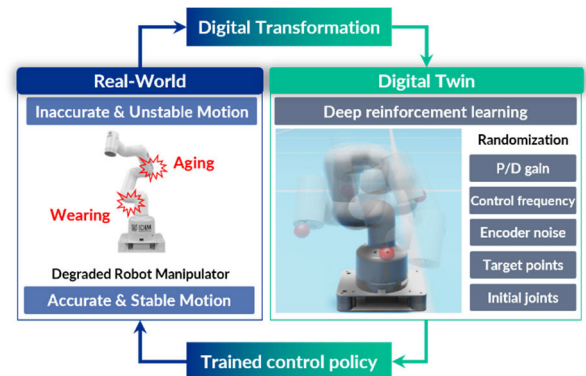 Digital Transformation
Real-World
Inaccurate & Unstable Motion
Aging
Wearing
Degraded Robot Manipulator
Accurate & Stable Motion
Digital Twin
Deep reinforcement learning
Randomization
P/D gain
Control frequency
Encoder noise
Target points
Initial joints
Trained control policy